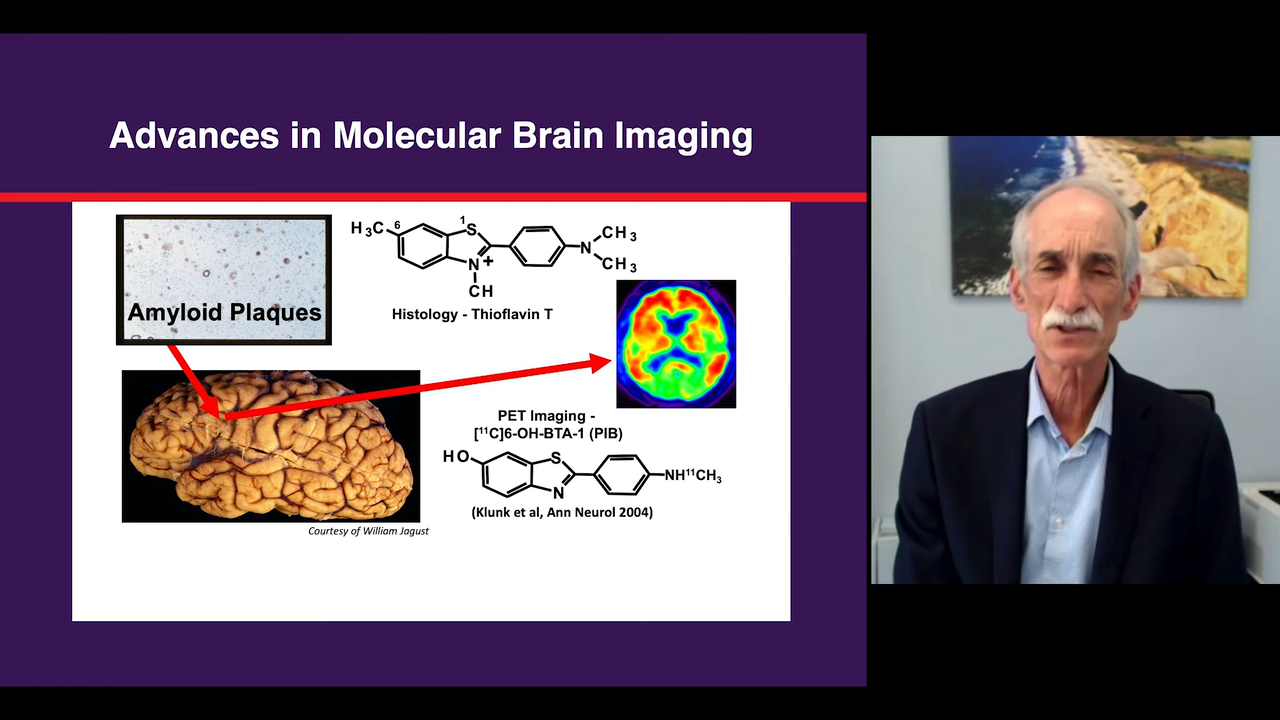 Advances in Molecular Brain Imaging
Amyloid Plaques
H₃C 6 1 S
N +
CH
N CH₃
CH₃
Histology - Thioflavin T
PET Imaging -
[¹¹C]6-OH-BTA-1 (PIB)
HO S
N
NH¹¹CH₃
(Klunk et al, Ann Neurol 2004)
Courtesy of William Jagust